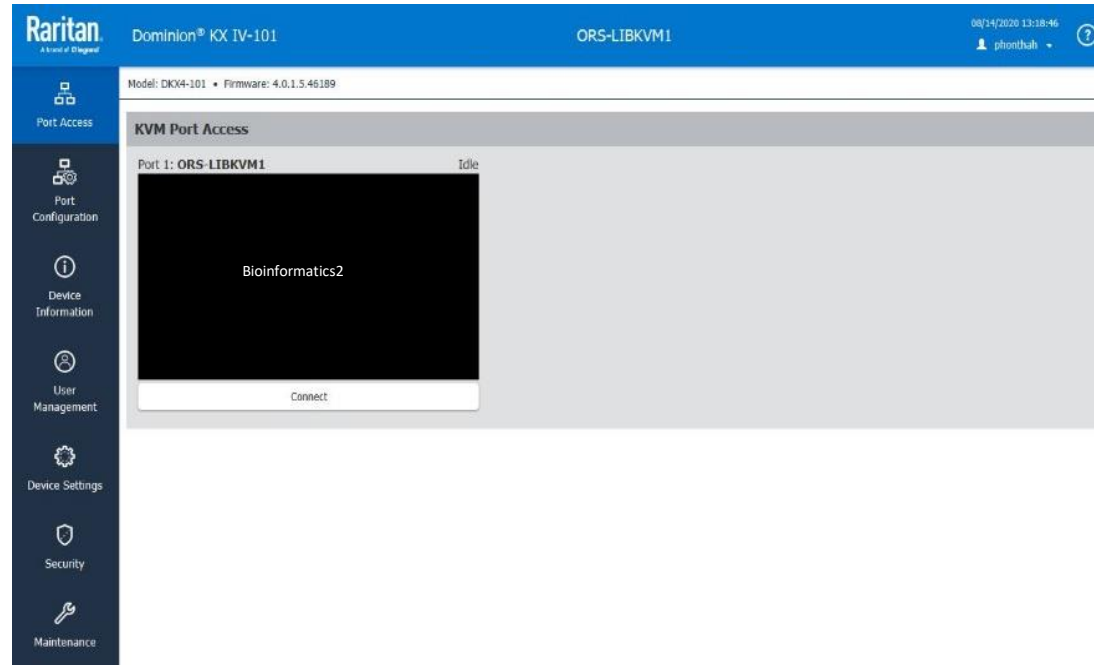 Raritan.
A brand of Legrand
Dominion® KX IV-101
ORS-LIBKVM1
08/14/2020 13:18:46
phonthah
?
Port Access
Model: DKX4-101 • Firmware: 4.0.1.5.46189
KVM Port Access
Port 1: ORS-LIBKVM1
Idle
Bioinformatics2
Connect
Port
Configuration
Device
Information
User
Management
Device Settings
Security
Maintenance